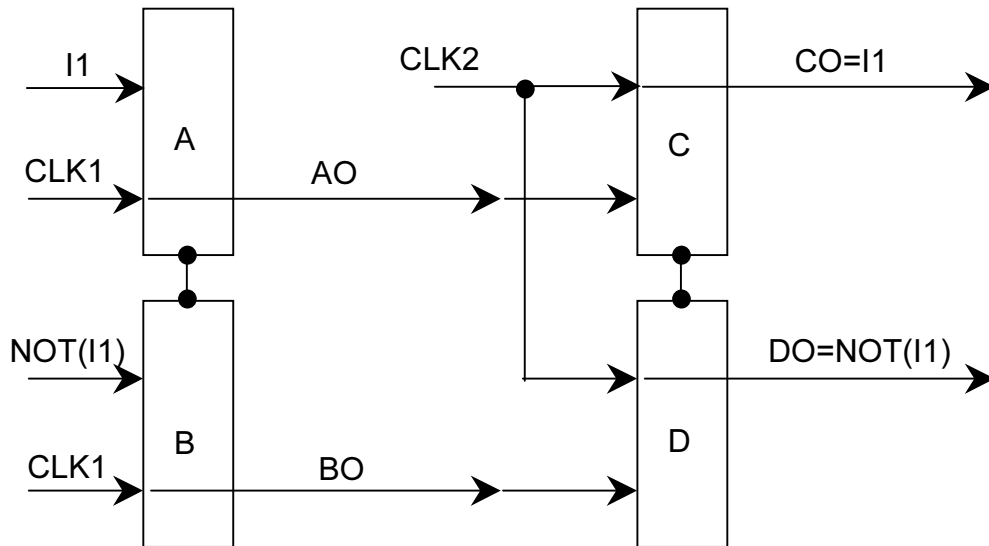 I1
CLK2
CO=I1
A
C
CLK1
AO
NOT(I1)
DO=NOT(I1)
B
D
CLK1
BO